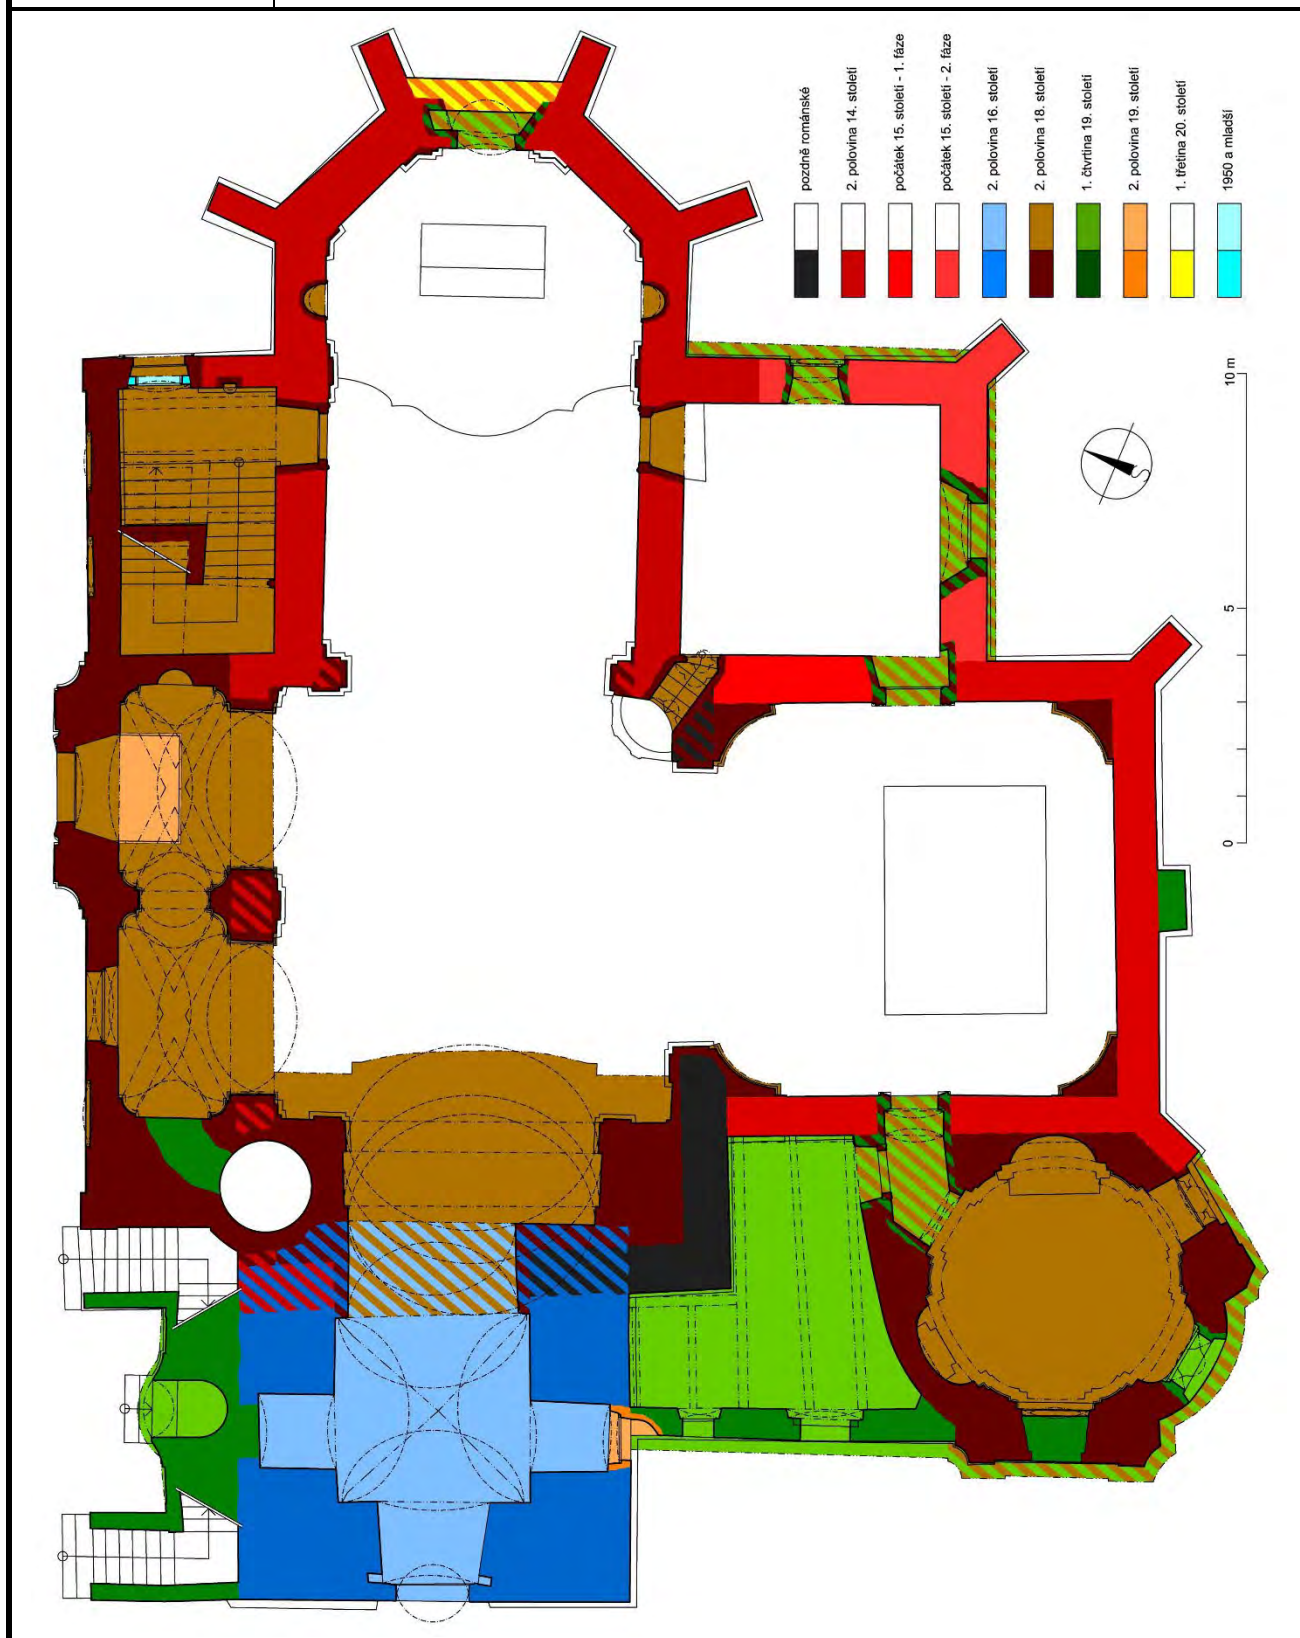 pozdně románské
2. polovina 14. století
počátek 15. století - 1. fáze
počátek 15. století - 2. fáze
2. polovina 16. století
2. polovina 18. století
1. čtvrtina 19. století
2. polovina 19. století
1. třetina 20. století
1950 a mladší
S
0
5
10 m